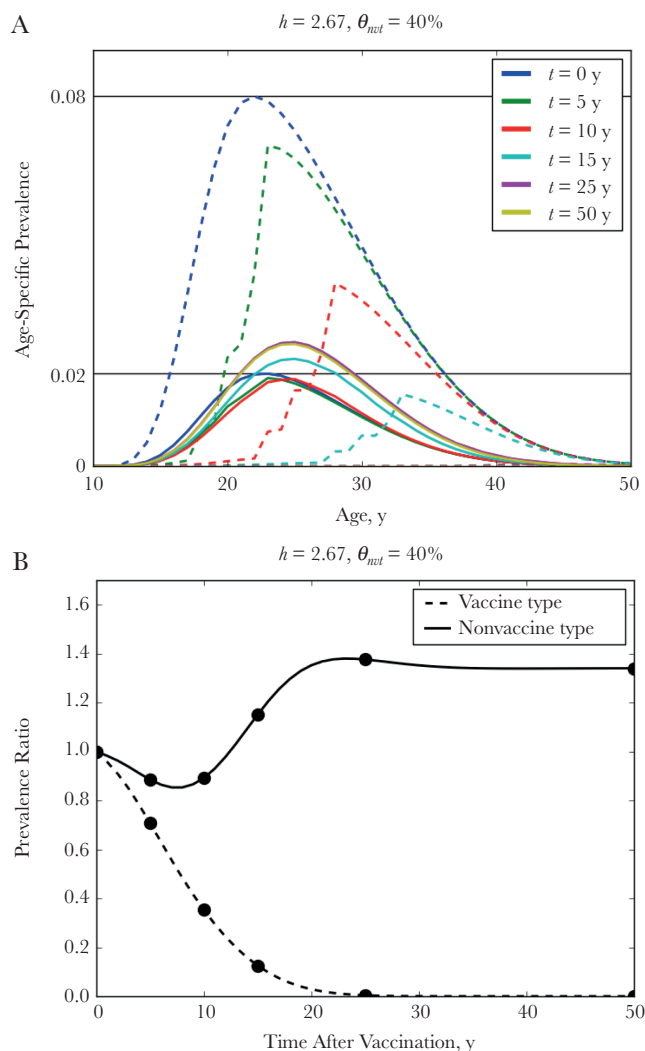 A
h = 2.67, θnvt = 40%
Age-Specific Prevalence
0.08
0.02
0
t = 0 y
t = 5 y
t = 10 y
t = 15 y
t = 25 y
t = 50 y
10 20 30 40 50
Age, y
B
h = 2.67, θnvt = 40%
Prevalence Ratio
1.6
1.4
1.2
1.0
0.8
0.6
0.4
0.2
0.0
Vaccine type
Nonvaccine type
0 10 20 30 40 50
Time After Vaccination, y